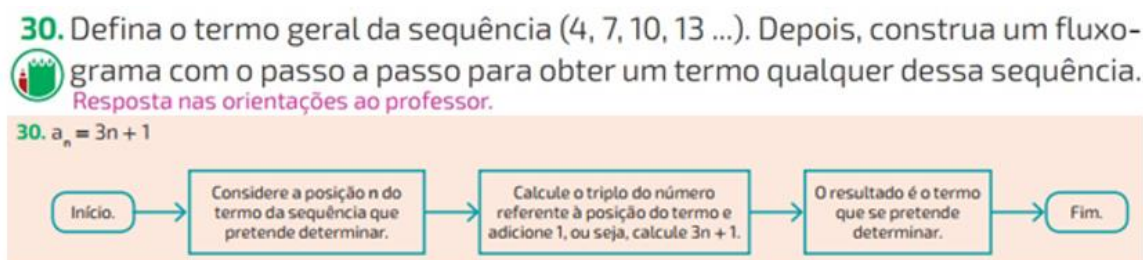 30. Defina o termo geral da sequência (4, 7, 10, 13 ...). Depois, construa um fluxo-
grama com o passo a passo para obter um termo qualquer dessa sequência.
Resposta nas orientações ao professor.
30. aₙ = 3n + 1
Início.
Considere a posição n do
termo da sequência que
pretende determinar.
Calcule o triplo do número
referente à posição do termo e
adicione 1, ou seja, calcule 3n + 1.
O resultado é o termo
que se pretende
determinar.
Fim.